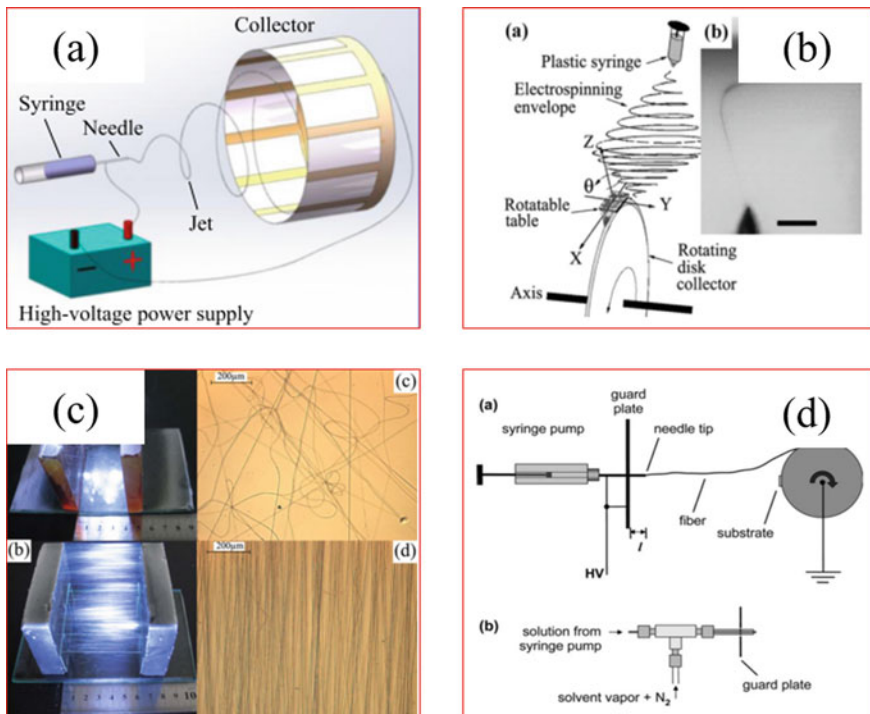 (a)
Collector
Syringe
Needle
Jet
High-voltage power supply
(a)
(b)
(b)
Plastic syringe
Electrospinning
envelope
Z
θ
Rotatable
table
Y
X
Rotating
disk
collector
Axis
(c)
200μm
(c)
(b)
200μm
(d)
(a)
(d)
guard
plate
syringe pump
needle tip
fiber
substrate
l
HV
(b)
solution from
syringe pump
guard plate
solvent vapor + N₂